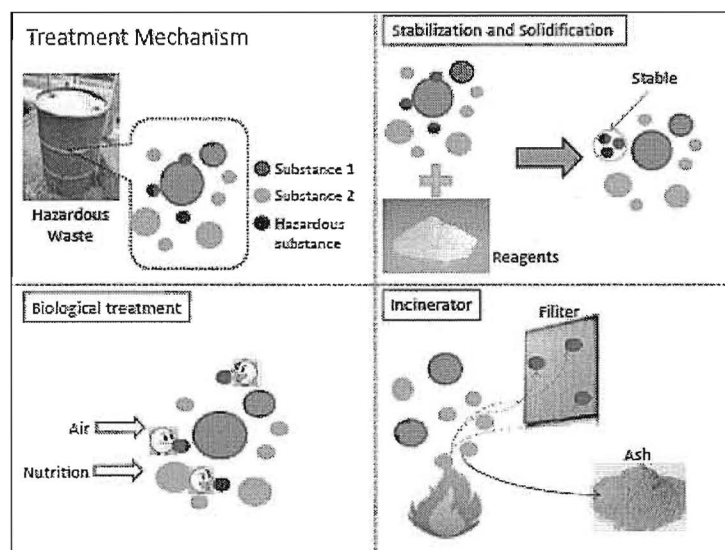 Treatment Mechanism
Hazardous
Waste
Substance 1
Substance 2
Hazardous
substance
Stabilization and Solidification
Stable
Reagents
Biological treatment
Air
Nutrition
Incinerator
Filiter
Ash